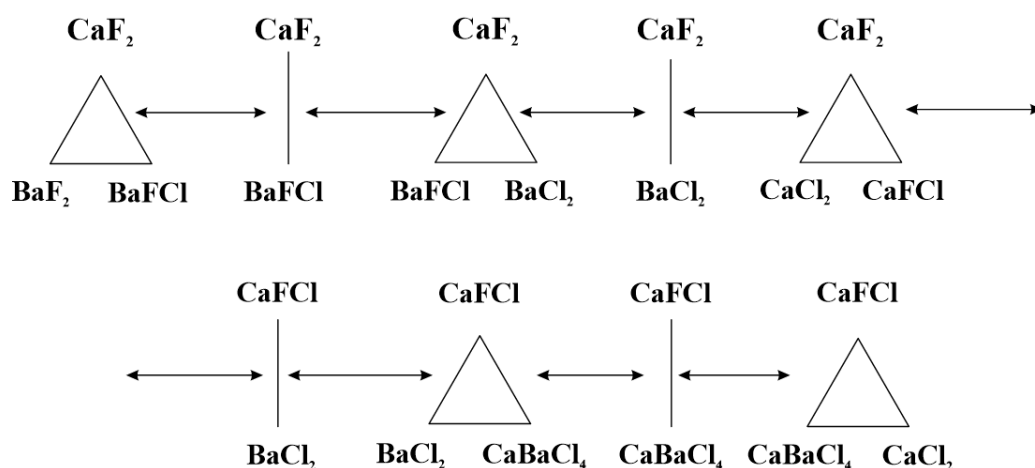 CaF₂ CaF₂ CaF₂ CaF₂ CaF₂
BaF₂ BaFCl BaFCl BaFCl BaCl₂ BaCl₂ CaCl₂ CaFCl
CaFCl CaFCl CaFCl CaFCl
BaCl₂ BaCl₂ CaBaCl₄ CaBaCl₄ CaBaCl₄ CaCl₂